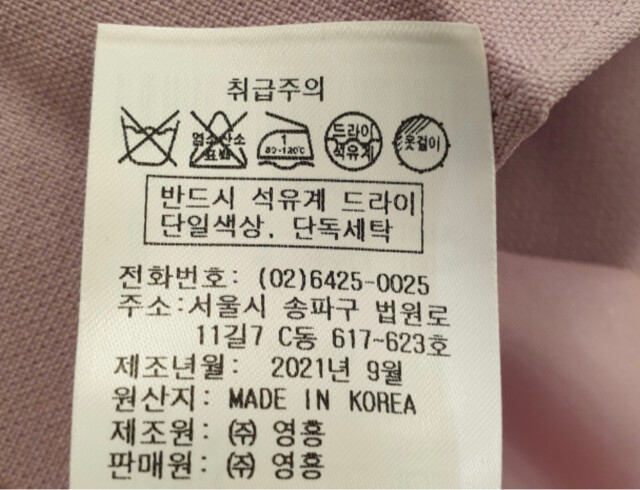 취급주의
염소 산소 표백
1 80~120℃
드라이 석유계
옷걸이
반드시 석유계 드라이
단일색상, 단독세탁
전화번호: (02)6425-0025
주소:서울시 송파구 법원로
11길7 C동 617-623호
제조년월: 2021년 9월
원산지: MADE IN KOREA
제조원: ㈜ 영흥
판매원: ㈜ 영흥